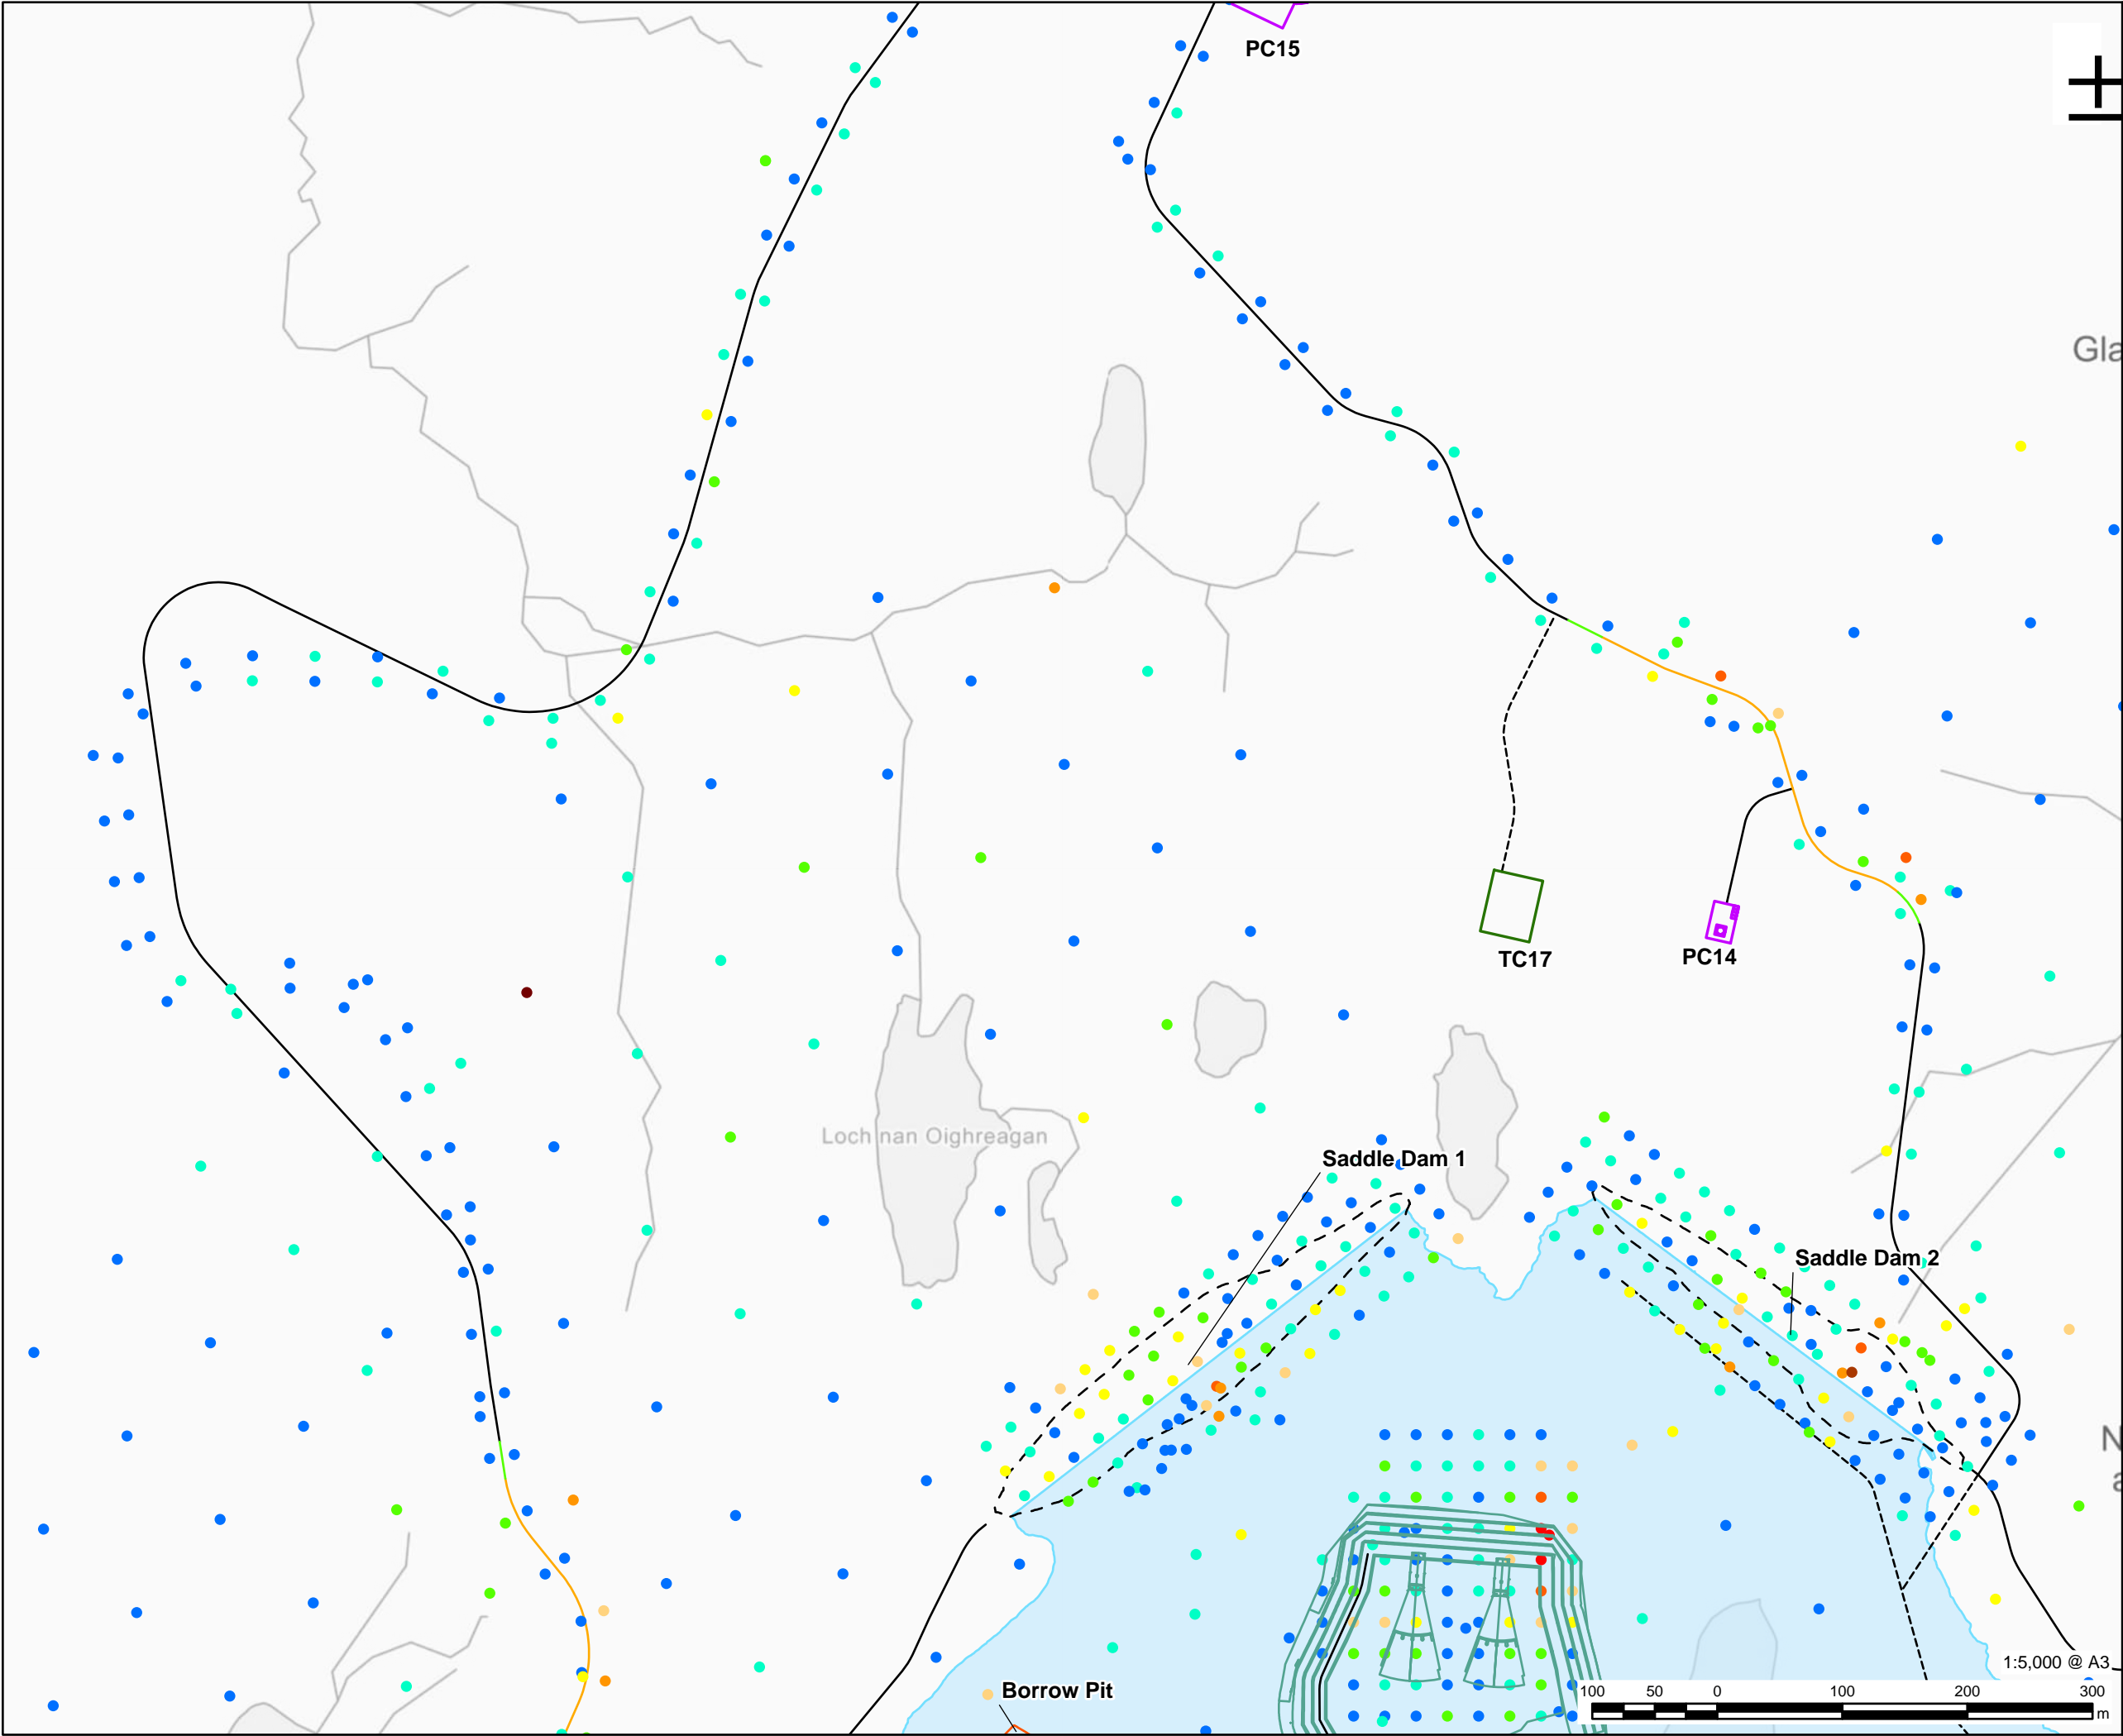 PC15
Gla
TC17
PC14
Loch nan Oighreagan
Saddle Dam 1
Saddle Dam 2
N
a
Borrow Pit
1:5,000 @ A3
100 50 0 100 200 300
m